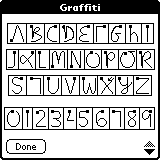 Graffiti
ABCDEFGHI
JKLMNOPQR
STUVWXYZ
0123456789
Done